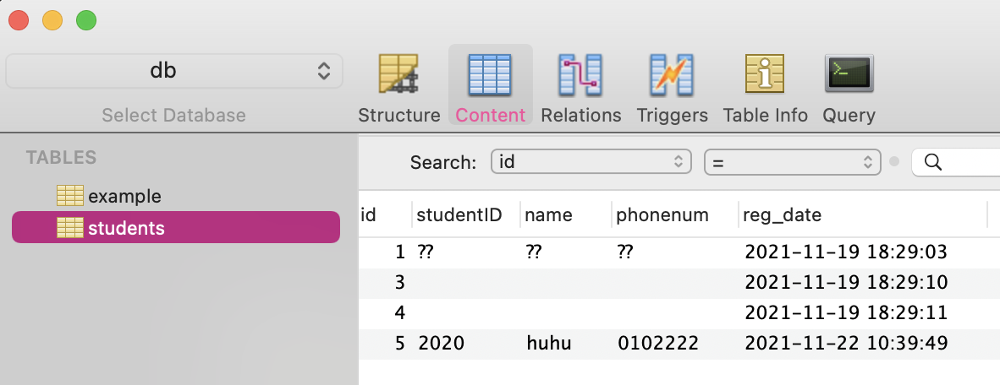 db
Select Database
Structure Content Relations Triggers Table Info Query
TABLES
example
students
Search: id =
id studentID name phonenum reg_date
1 ?? ?? ?? 2021-11-19 18:29:03
3 2021-11-19 18:29:10
4 2021-11-19 18:29:11
5 2020 huhu 0102222 2021-11-22 10:39:49